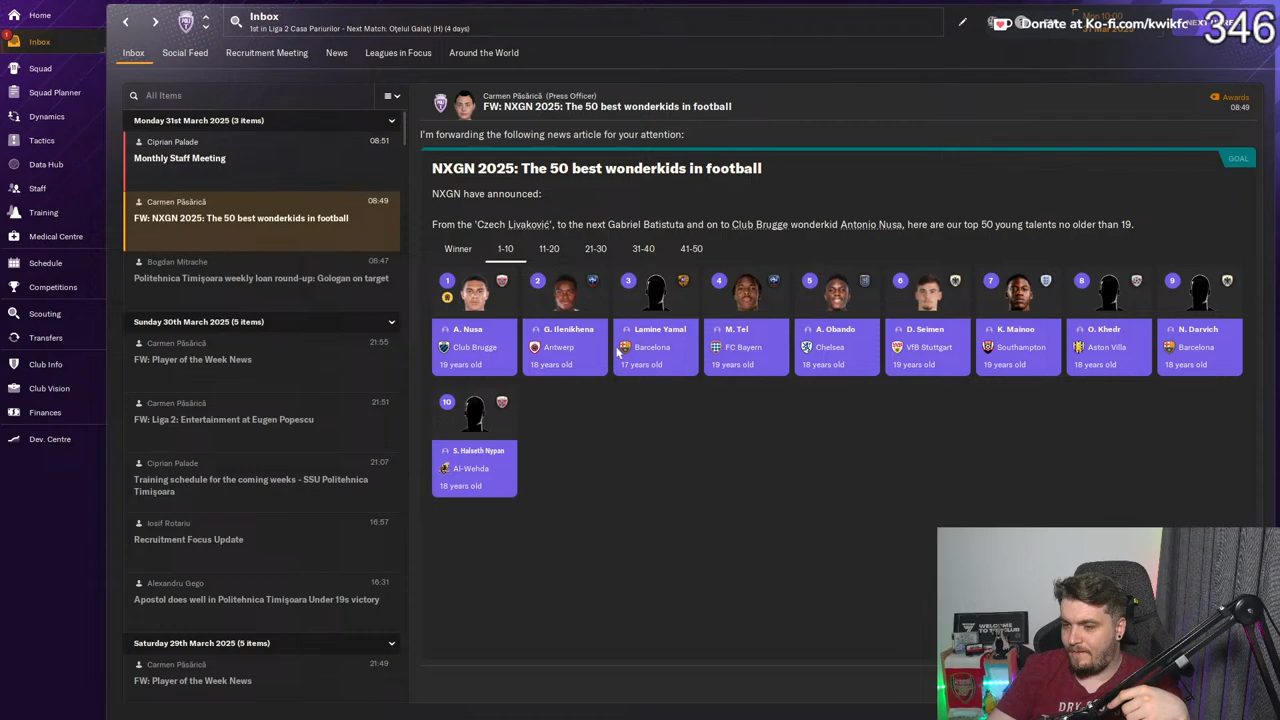 Home
Inbox
1st in Liga 2 Casa Pariurilor - Next Match: Oțelul Galați (H) (4 days)
Donate at Ko-fi.com/kwikfc
346
1
Inbox
Inbox
Social Feed
Recruitment Meeting
News
Leagues in Focus
Around the World
Squad
Squad Planner
Dynamics
Tactics
Data Hub
Staff
Training
Medical Centre
Schedule
Competitions
Scouting
Transfers
Club Info
Club Vision
Finances
Dev. Centre
All Items
Monday 31st March 2025 (3 items)
Ciprian Palade
08:51
Monthly Staff Meeting
Carmen Păsărică
08:49
FW: NXGN 2025: The 50 best wonderkids in football
Bogdan Mitrache
08:47
Politehnica Timișoara weekly loan round-up: Gologan on target
Sunday 30th March 2025 (5 items)
Carmen Păsărică
21:55
FW: Player of the Week News
Carmen Păsărică
21:51
FW: Liga 2: Entertainment at Eugen Popescu
Ciprian Palade
21:07
Training schedule for the coming weeks - SSU Politehnica
Timișoara
Iosif Rotariu
16:57
Recruitment Focus Update
Alexandru Gego
16:31
Apostol does well in Politehnica Timișoara Under 19s victory
Saturday 29th March 2025 (5 items)
Carmen Păsărică
21:49
FW: Player of the Week News
Carmen Păsărică (Press Officer)
FW: NXGN 2025: The 50 best wonderkids in football
Awards
08:49
I'm forwarding the following news article for your attention:
GOAL
NXGN 2025: The 50 best wonderkids in football
NXGN have announced:
From the 'Czech Livaković', to the next Gabriel Batistuta and on to Club Brugge wonderkid Antonio Nusa, here are our top 50 young talents no older than 19.
Winner
1-10
11-20
21-30
31-40
41-50
1
A. Nusa
Club Brugge
19 years old
2
G. Ilenikhena
Antwerp
18 years old
3
Lamine Yamal
Barcelona
17 years old
4
M. Tel
FC Bayern
19 years old
5
A. Obando
Chelsea
18 years old
6
D. Seimen
VfB Stuttgart
19 years old
7
K. Mainoo
Southampton
19 years old
8
O. Khedr
Aston Villa
18 years old
9
N. Darvich
Barcelona
18 years old
10
S. Halseth Nypan
Al-Wehda
18 years old